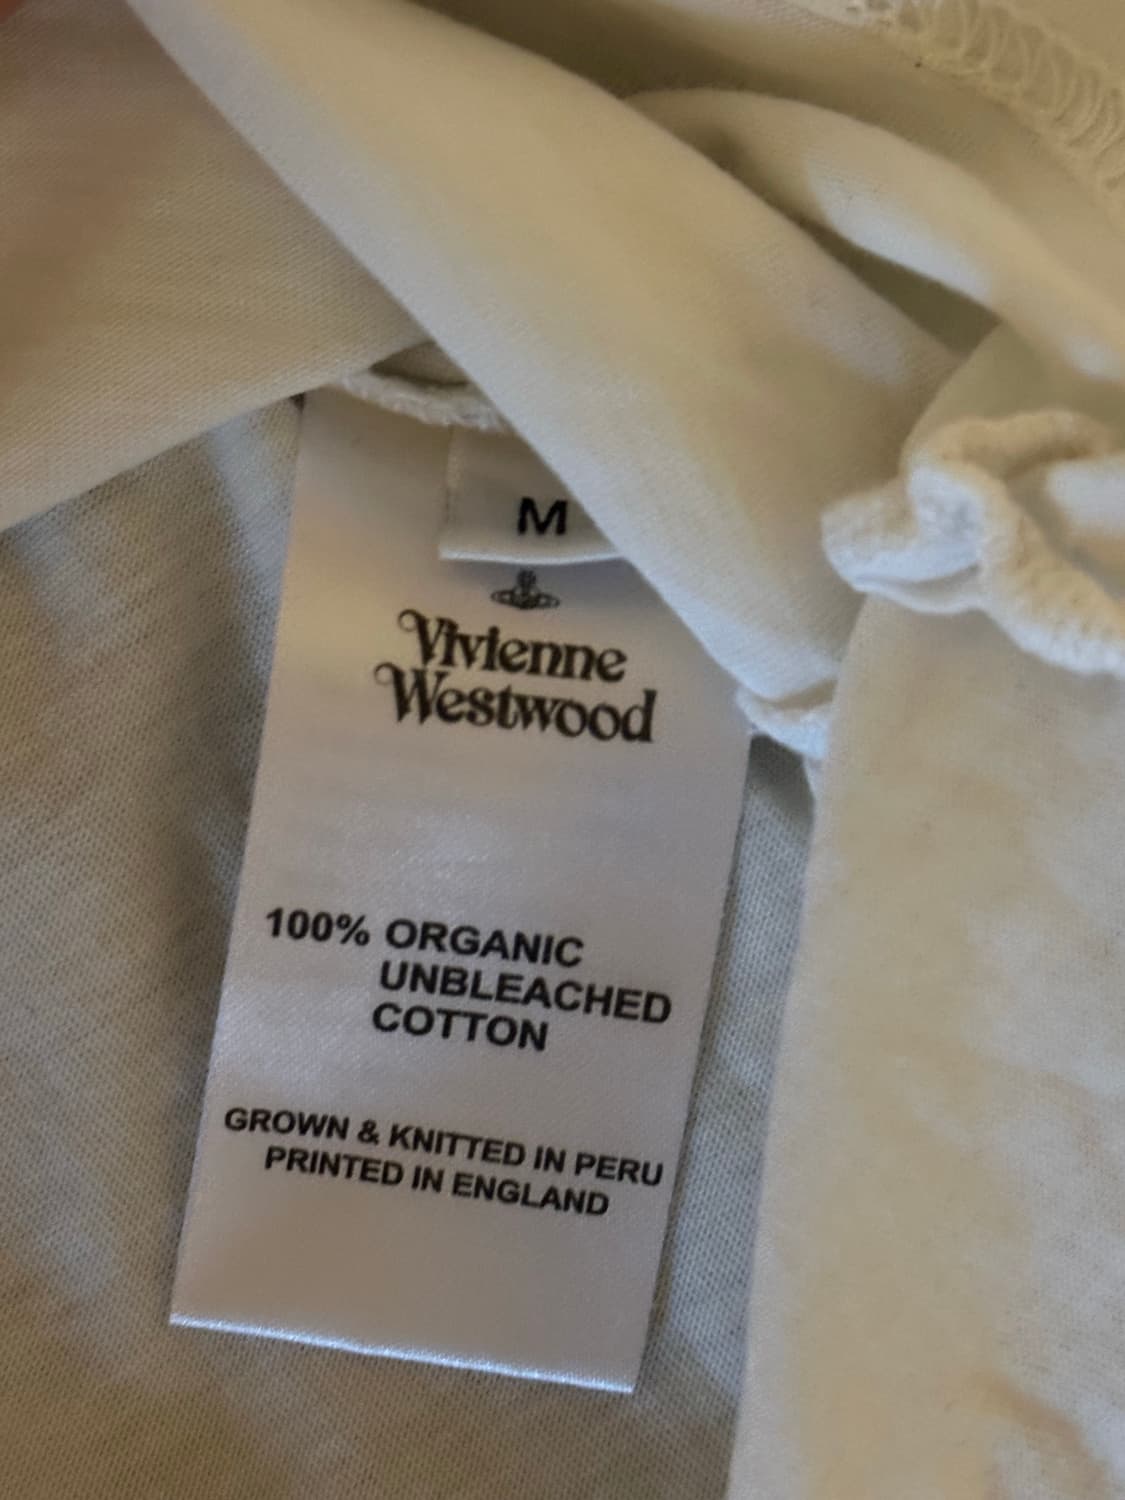 M
Vivienne
Westwood
100% ORGANIC
UNBLEACHED
COTTON
GROWN & KNITTED IN PERU
PRINTED IN ENGLAND